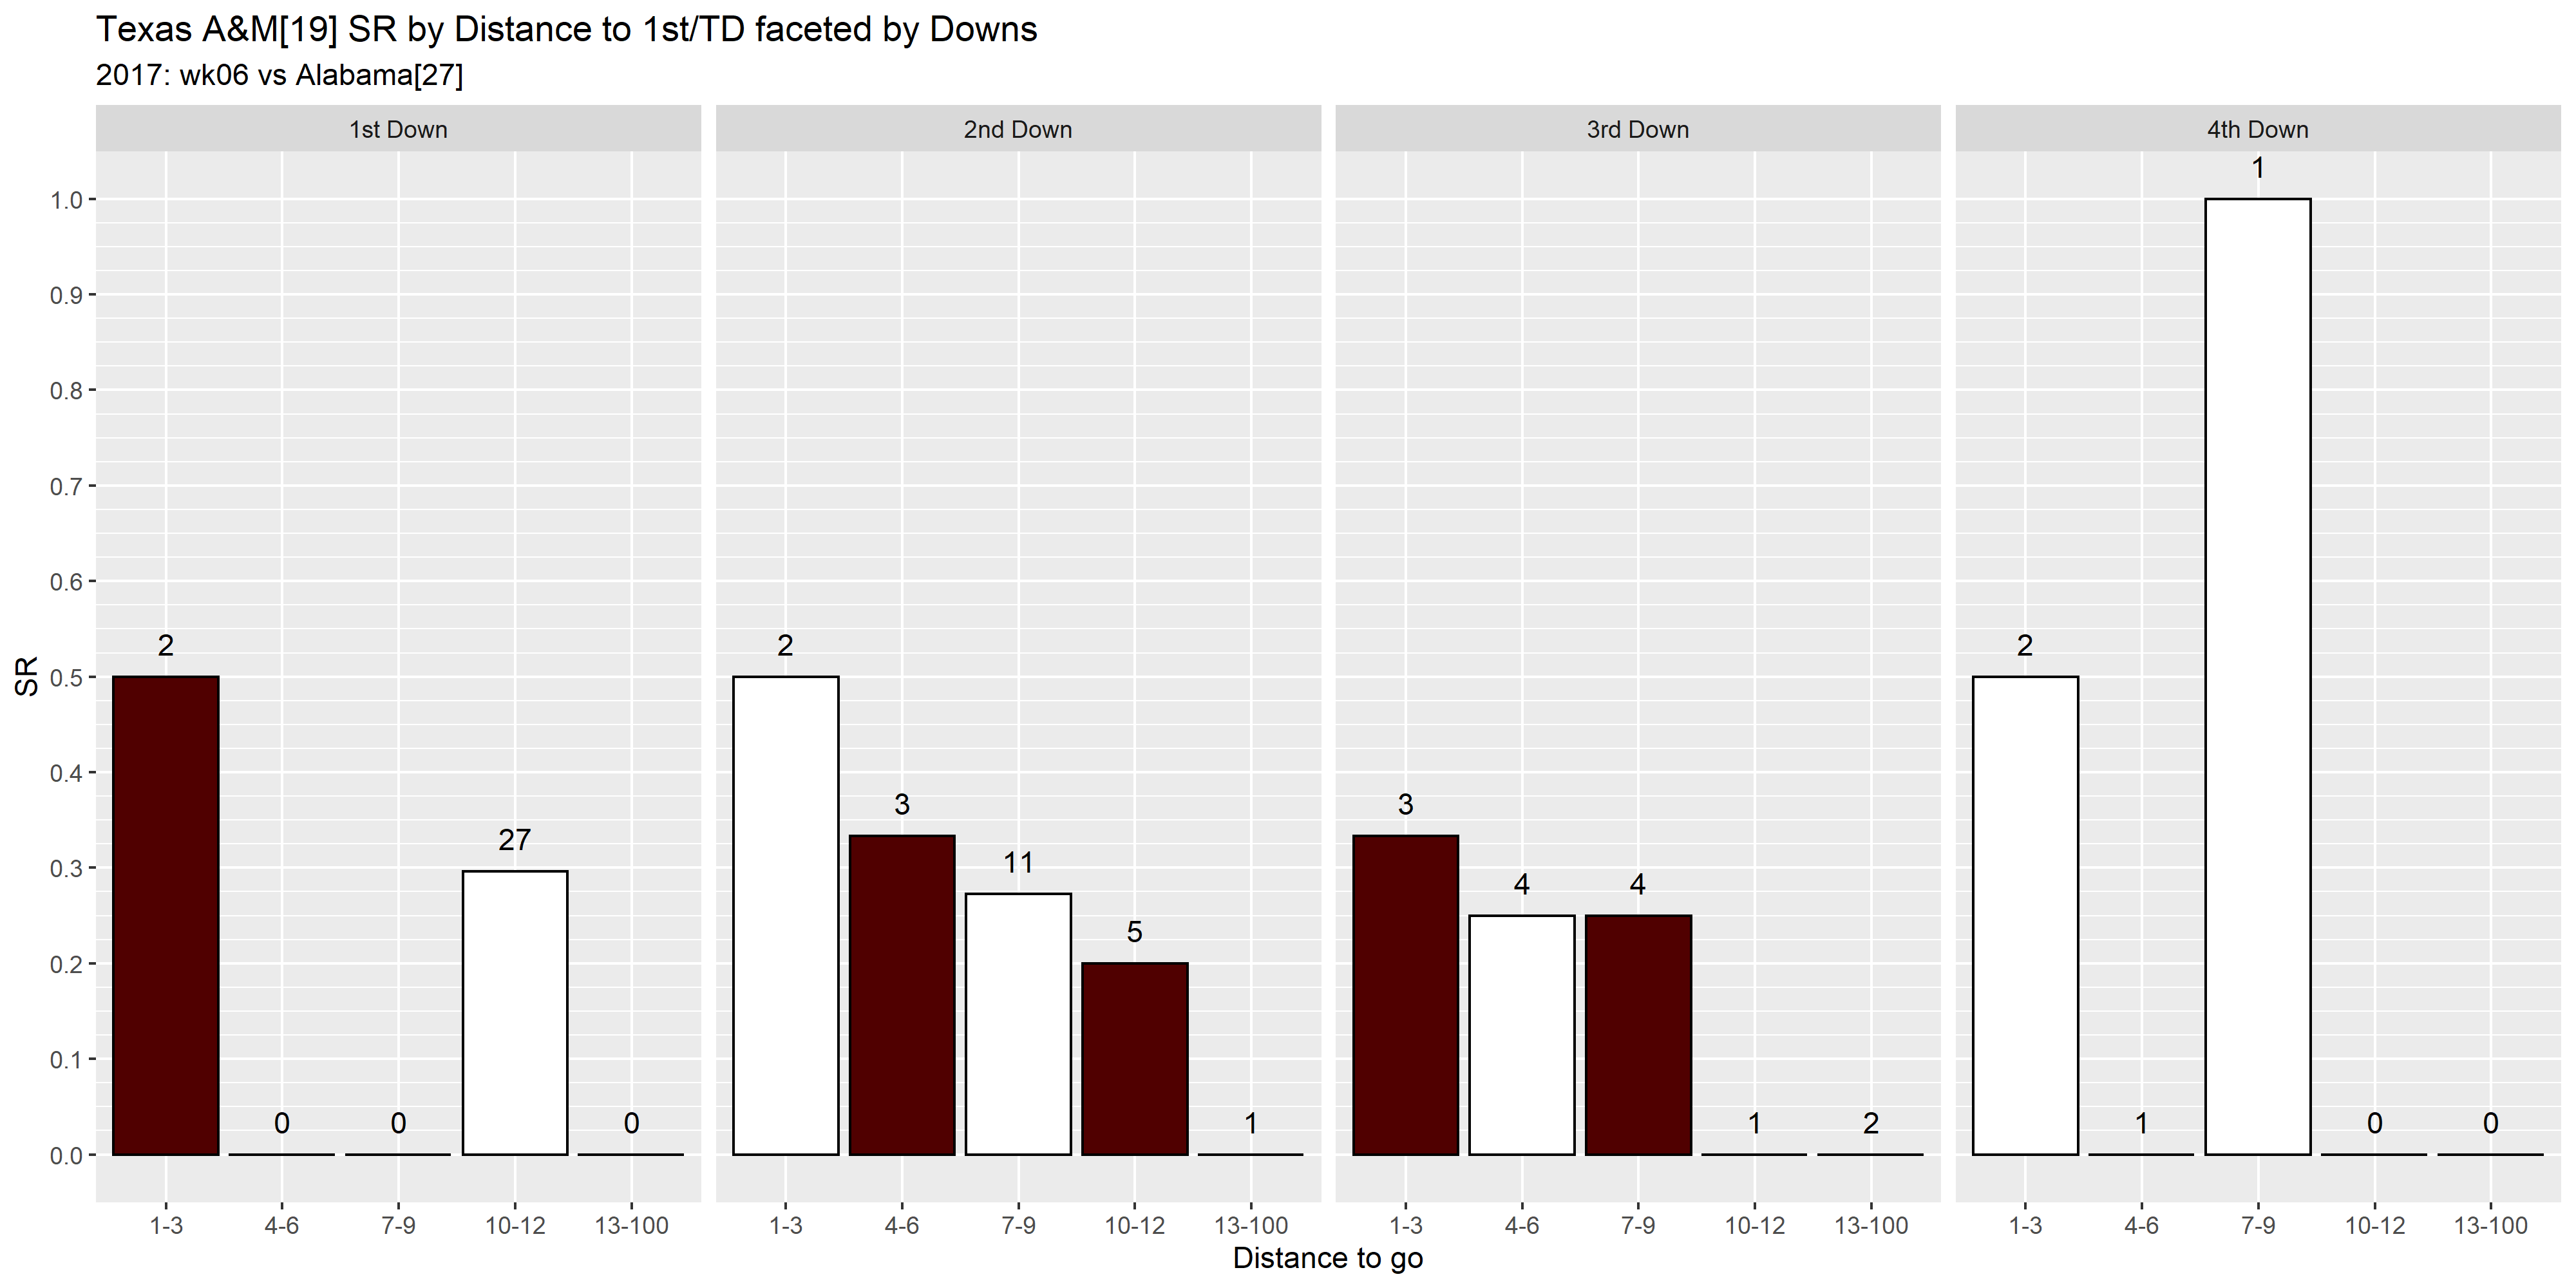 Texas A&M[19] SR by Distance to 1st/TD faceted by Downs
2017: wk06 vs Alabama[27]
1st Down
2nd Down
3rd Down
4th Down
SR
1.0
0.9
0.8
0.7
0.6
0.5
0.4
0.3
0.2
0.1
0.0
2
0
0
27
0
2
3
11
5
1
3
4
4
1
2
2
1
1
0
0
1-3 4-6 7-9 10-12 13-100
1-3 4-6 7-9 10-12 13-100
1-3 4-6 7-9 10-12 13-100
1-3 4-6 7-9 10-12 13-100
Distance to go